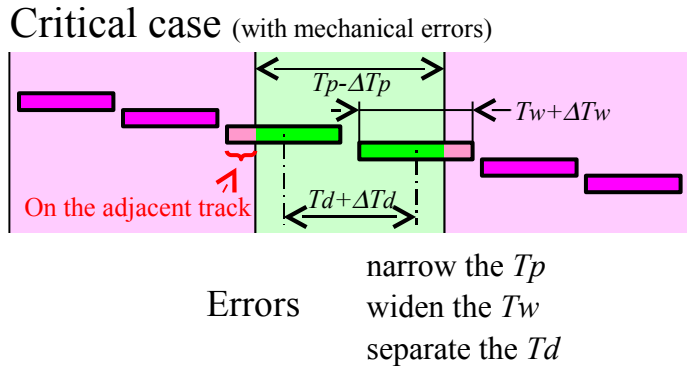 Critical case (with mechanical errors)
Tp-ΔTp
Tw+ΔTw
On the adjacent track
Td+ΔTd
narrow the Tp
Errors widen the Tw
separate the Td